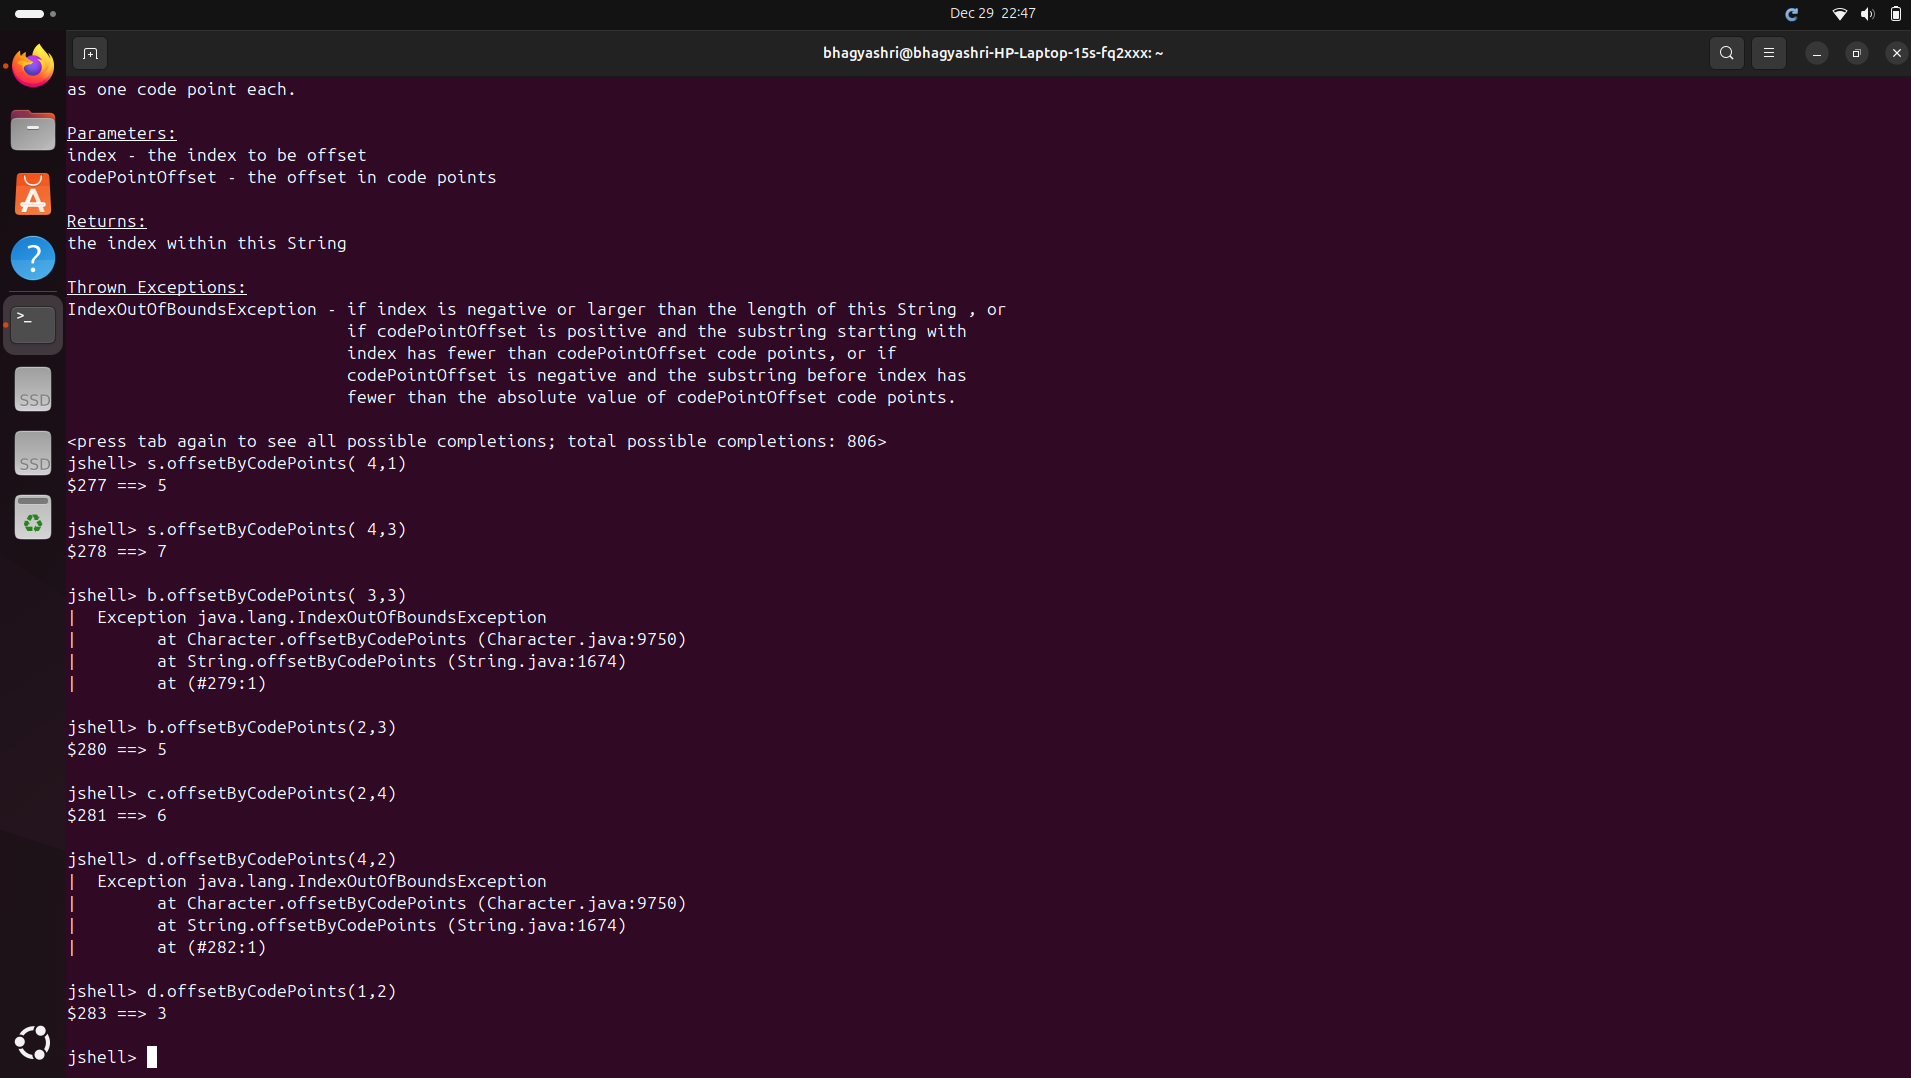 Dec 29 22:47
bhagyashri@bhagyashri-HP-Laptop-15s-fq2xxx: ~
as one code point each.
Parameters:
index - the index to be offset
codePointOffset - the offset in code points
Returns:
the index within this String
Thrown Exceptions:
IndexOutOfBoundsException - if index is negative or larger than the length of this String , or
if codePointOffset is positive and the substring starting with
index has fewer than codePointOffset code points, or if
codePointOffset is negative and the substring before index has
fewer than the absolute value of codePointOffset code points.
<press tab again to see all possible completions; total possible completions: 806>
jshell> s.offsetByCodePoints( 4,1)
$277 ==> 5
jshell> s.offsetByCodePoints( 4,3)
$278 ==> 7
jshell> b.offsetByCodePoints( 3,3)
|  Exception java.lang.IndexOutOfBoundsException
|        at Character.offsetByCodePoints (Character.java:9750)
|        at String.offsetByCodePoints (String.java:1674)
|        at (#279:1)
jshell> b.offsetByCodePoints(2,3)
$280 ==> 5
jshell> c.offsetByCodePoints(2,4)
$281 ==> 6
jshell> d.offsetByCodePoints(4,2)
|  Exception java.lang.IndexOutOfBoundsException
|        at Character.offsetByCodePoints (Character.java:9750)
|        at String.offsetByCodePoints (String.java:1674)
|        at (#282:1)
jshell> d.offsetByCodePoints(1,2)
$283 ==> 3
jshell>
SSD
SSD